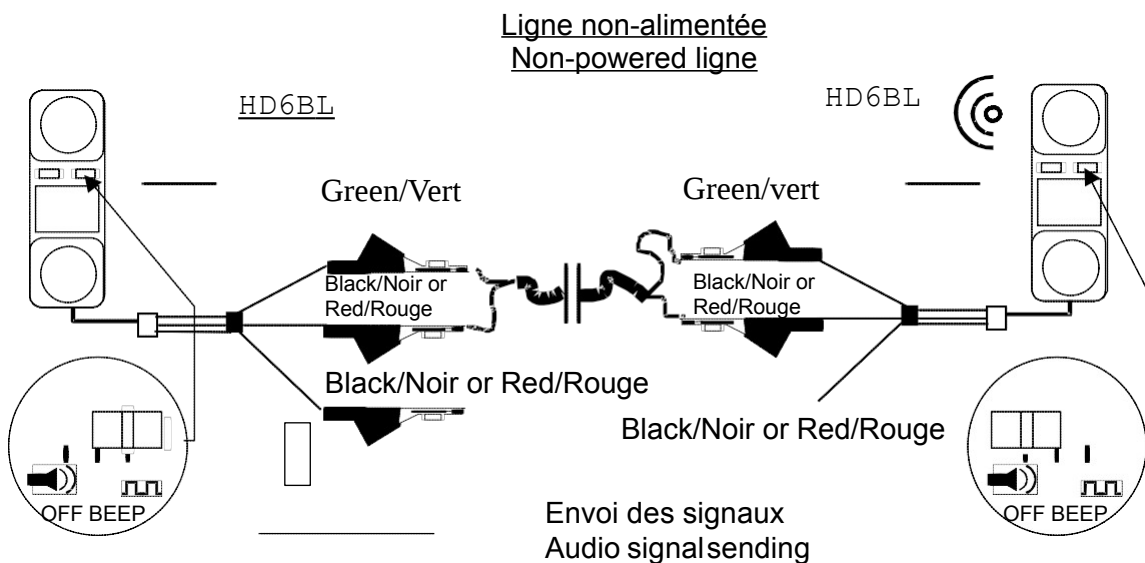 Ligne non-alimentée
Non-powered ligne
HD6BL
HD6BL
Green/Vert
Green/vert
Black/Noir or
Red/Rouge
Black/Noir or
Red/Rouge
Black/Noir or Red/Rouge
Black/Noir or Red/Rouge
OFF BEEP
OFF BEEP
Envoi des signaux
Audio signalsending